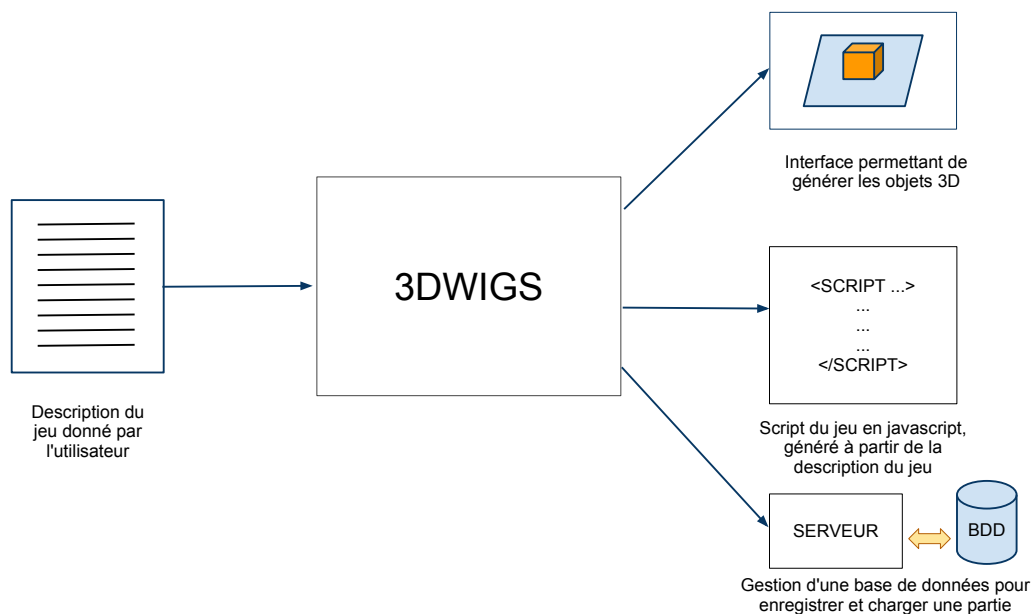 Interface permettant de
générer les objets 3D
3DWIGS
<SCRIPT ...>
...
...
...
</SCRIPT>
Description du
jeu donné par
l'utilisateur
Script du jeu en javascript,
généré à partir de la
description du jeu
SERVEUR
BDD
Gestion d'une base de données pour
enregistrer et charger une partie